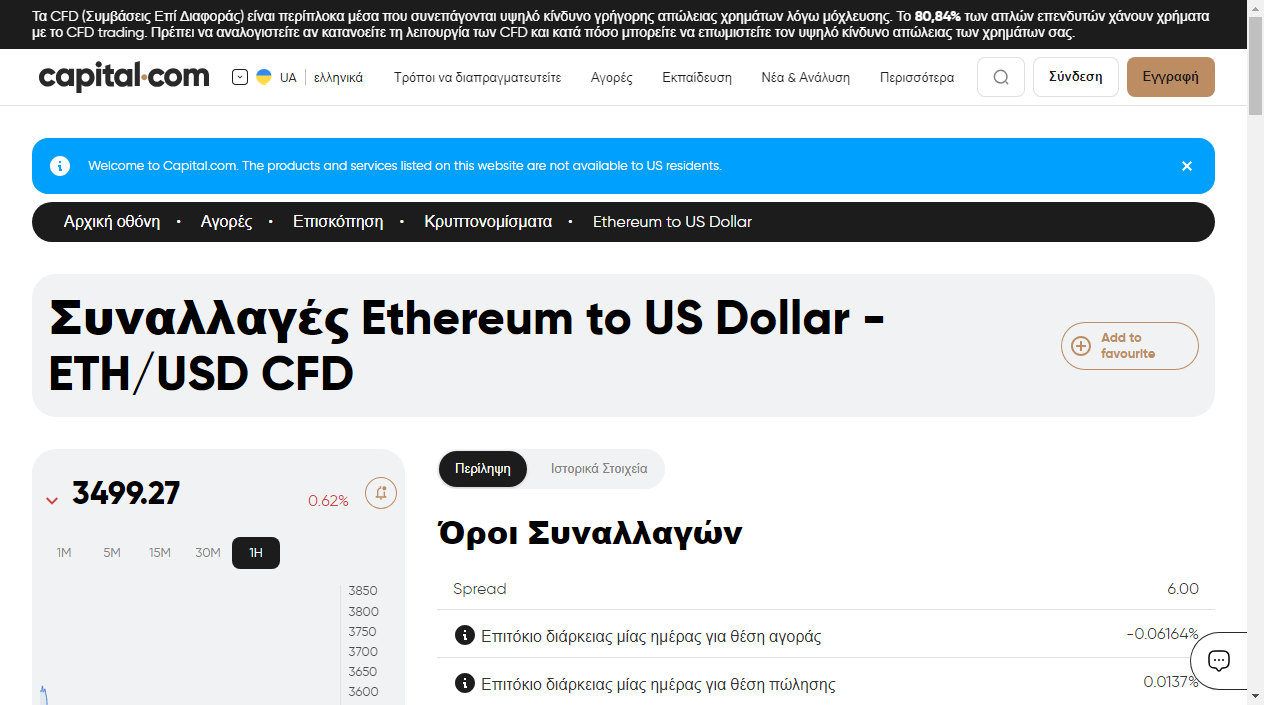 Τα CFD (Συμβάσεις Επί Διαφοράς) είναι περίπλοκα μέσα που συνεπάγονται υψηλό κίνδυνο γρήγορης απώλειας χρημάτων λόγω μόχλευσης. Το 80,84% των απλών επενδυτών χάνουν χρήματα
με το CFD trading. Πρέπει να αναλογιστείτε αν κατανοείτε τη λειτουργία των CFD και κατά πόσο μπορείτε να επωμιστείτε τον υψηλό κίνδυνο απώλειας των χρημάτων σας.
capital.com UA ελληνικά Τρόποι να διαπραγματευτείτε Αγορές Εκπαίδευση Νέα & Ανάλυση Περισσότερα Σύνδεση Εγγραφή
Welcome to Capital.com. The products and services listed on this website are not available to US residents.
Αρχική οθόνη • Αγορές • Επισκόπηση • Κρυπτονομίσματα • Ethereum to US Dollar
Συναλλαγές Ethereum to US Dollar -
ETH/USD CFD
Add to
favourite
3499.27 0.62%
1M 5M 15M 30M 1H
3850
3800
3750
3700
3650
3600
Περίληψη Ιστορικά Στοιχεία
Όροι Συναλλαγών
Spread 6.00
Επιτόκιο διάρκειας μίας ημέρας για θέση αγοράς -0.06164%
Επιτόκιο διάρκειας μίας ημέρας για θέση πώλησης 0.0137%